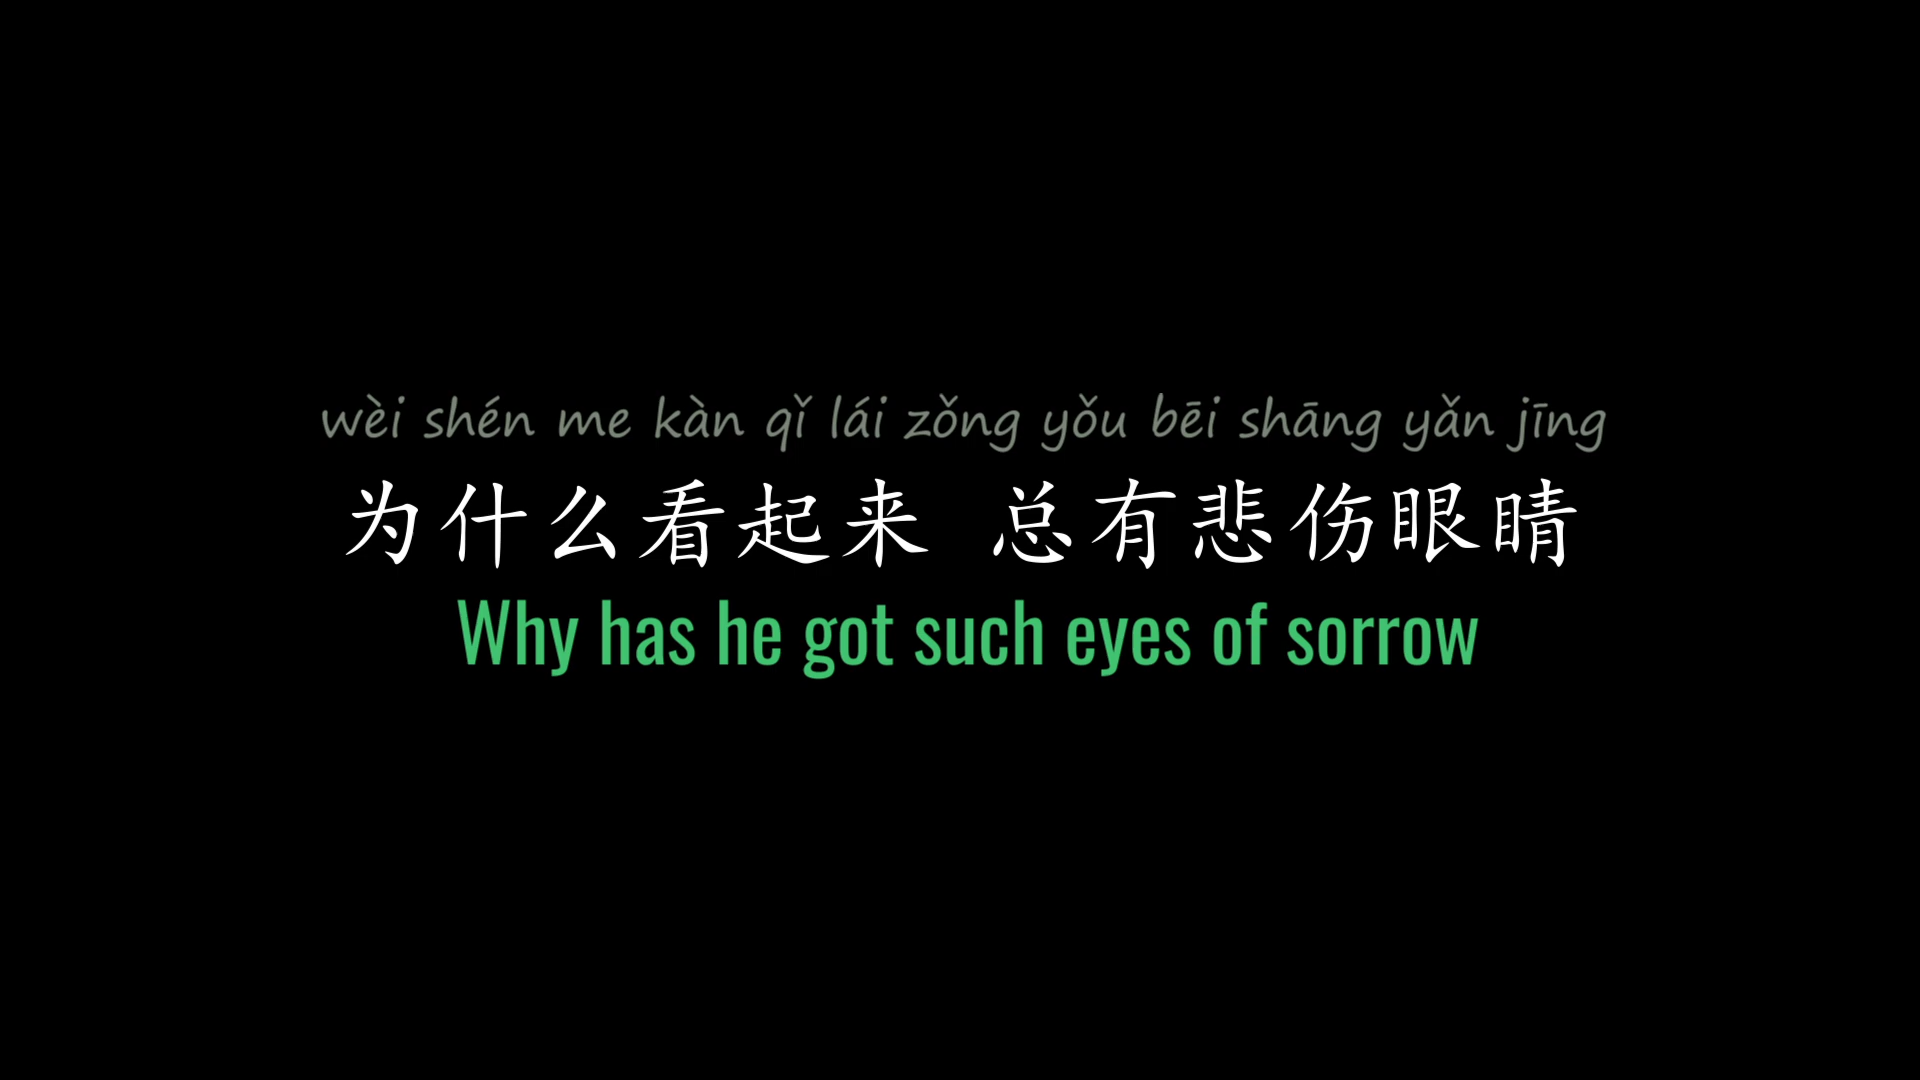 wèi shén me kàn qǐ lái zǒng yǒu bēi shāng yǎn jīng
为什么看起来 总有悲伤眼睛
Why has he got such eyes of sorrow